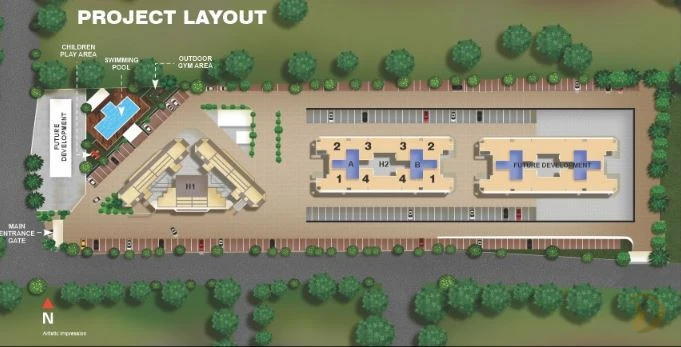 PROJECT LAYOUT
CHILDREN
PLAY AREA
SWIMMING
POOL
OUTDOOR
GYM AREA
FUTURE
DEVELOPMENT
H1
2 3 3 2
A H2 B
1 4 4 1
FUTURE DEVELOPMENT
MAIN
ENTRANCE
GATE
N
Artistic Impression